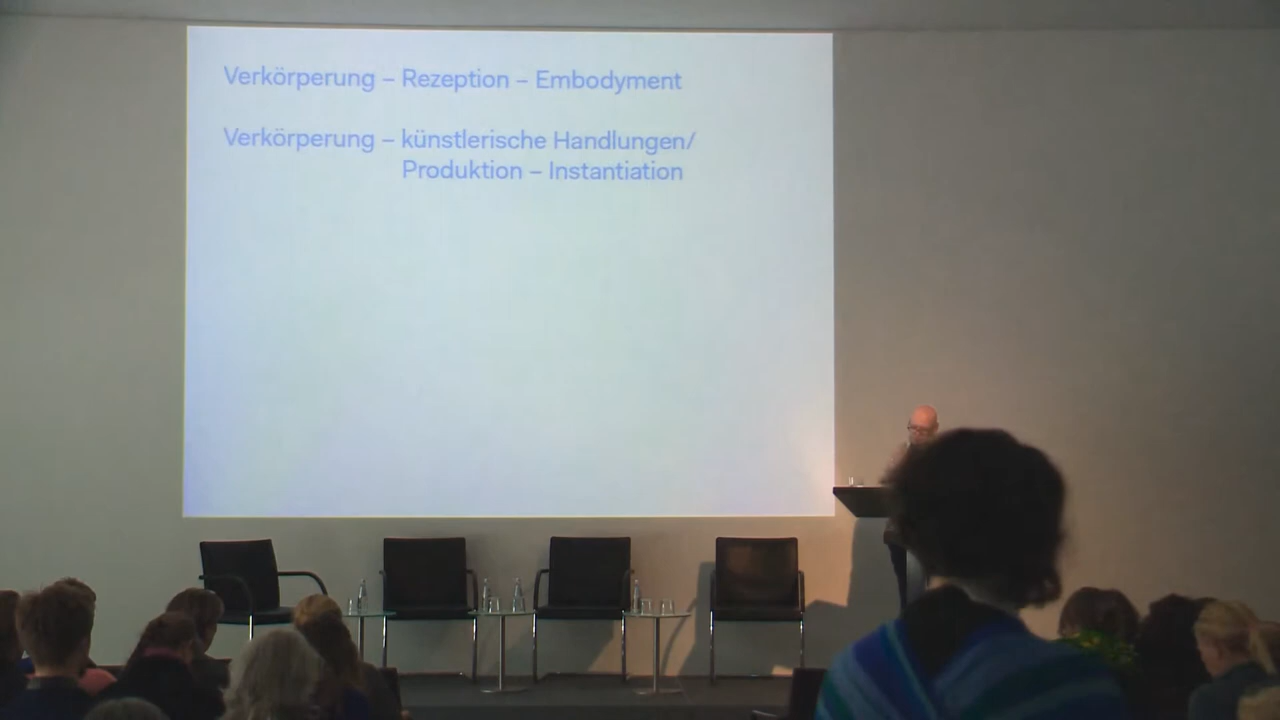 Verkörperung – Rezeption – Embodyment
Verkörperung – künstlerische Handlungen/
Produktion – Instantiation